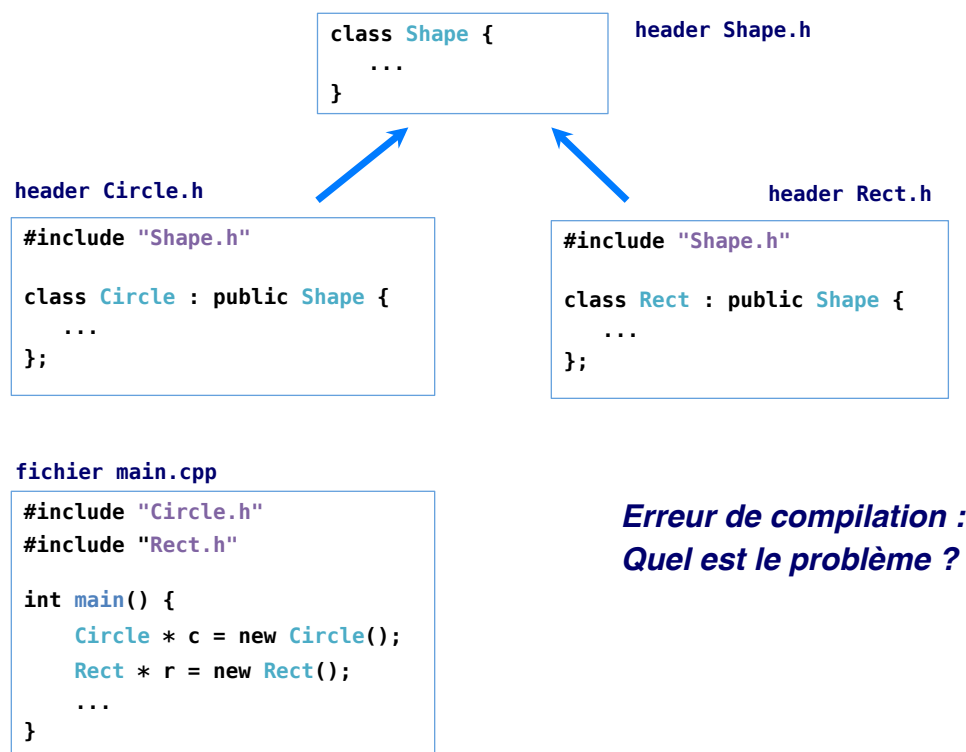 class Shape {
...
}
header Shape.h
header Circle.h
#include "Shape.h"
class Circle : public Shape {
...
};
header Rect.h
#include "Shape.h"
class Rect : public Shape {
...
};
fichier main.cpp
#include "Circle.h"
#include "Rect.h"
int main() {
Circle * c = new Circle();
Rect * r = new Rect();
...
}
Erreur de compilation :
Quel est le problème ?